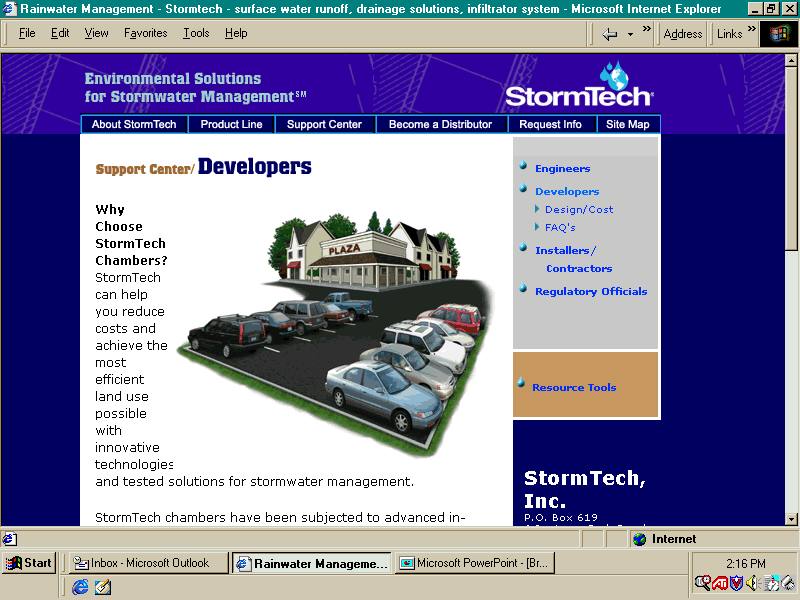 Rainwater Management - Stormtech - surface water runoff, drainage solutions, infiltrator system - Microsoft Internet Explorer
File Edit View Favorites Tools Help
Address Links
Environmental Solutions
for Stormwater Management℠
StormTech
About StormTech Product Line Support Center Become a Distributor Request Info Site Map
Support Center/ Developers
Why
Choose
StormTech
Chambers?
StormTech
can help
you reduce
costs and
achieve the
most
efficient
land use
possible
with
innovative
technologies
and tested solutions for stormwater management.
StormTech chambers have been subjected to advanced in-
PLAZA
Engineers
Developers
Design/Cost
FAQ's
Installers/
Contractors
Regulatory Officials
Resource Tools
StormTech,
Inc.
P.O. Box 619
Internet
Start
Inbox - Microsoft Outlook
Rainwater Manageme...
Microsoft PowerPoint - [Br...
2:16 PM